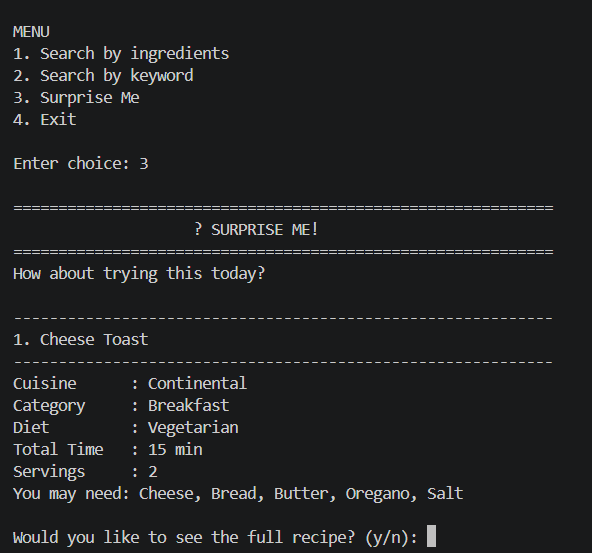 MENU
1. Search by ingredients
2. Search by keyword
3. Surprise Me
4. Exit
Enter choice: 3
============================================================
? SURPRISE ME!
============================================================
How about trying this today?
------------------------------------------------------------
1. Cheese Toast
------------------------------------------------------------
Cuisine      : Continental
Category     : Breakfast
Diet         : Vegetarian
Total Time   : 15 min
Servings     : 2
You may need: Cheese, Bread, Butter, Oregano, Salt
Would you like to see the full recipe? (y/n):